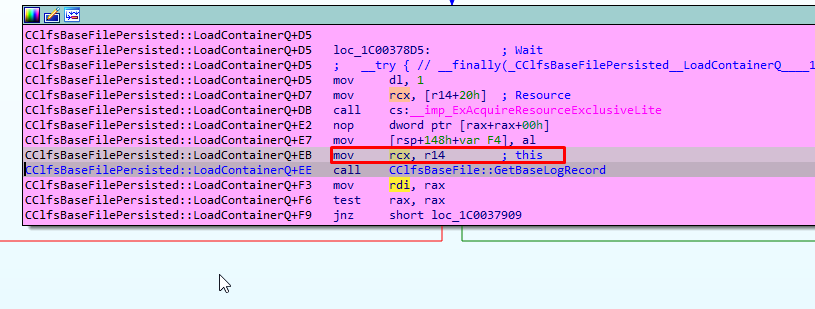 CClfsBaseFilePersisted::LoadContainerQ+D5
CClfsBaseFilePersisted::LoadContainerQ+D5 loc_1C00378D5: ; Wait
CClfsBaseFilePersisted::LoadContainerQ+D5 ; __try { // __finally(_CClfsBaseFilePersisted__LoadContainerQ____1
CClfsBaseFilePersisted::LoadContainerQ+D5 mov dl, 1
CClfsBaseFilePersisted::LoadContainerQ+D7 mov rcx, [r14+20h] ; Resource
CClfsBaseFilePersisted::LoadContainerQ+DB call cs:__imp_ExAcquireResourceExclusiveLite
CClfsBaseFilePersisted::LoadContainerQ+E2 nop dword ptr [rax+rax+00h]
CClfsBaseFilePersisted::LoadContainerQ+E7 mov [rsp+148h+var_F4], al
CClfsBaseFilePersisted::LoadContainerQ+EB mov rcx, r14 ; this
CClfsBaseFilePersisted::LoadContainerQ+EE call CClfsBaseFile::GetBaseLogRecord
CClfsBaseFilePersisted::LoadContainerQ+F3 mov rdi, rax
CClfsBaseFilePersisted::LoadContainerQ+F6 test rax, rax
CClfsBaseFilePersisted::LoadContainerQ+F9 jnz short loc_1C0037909